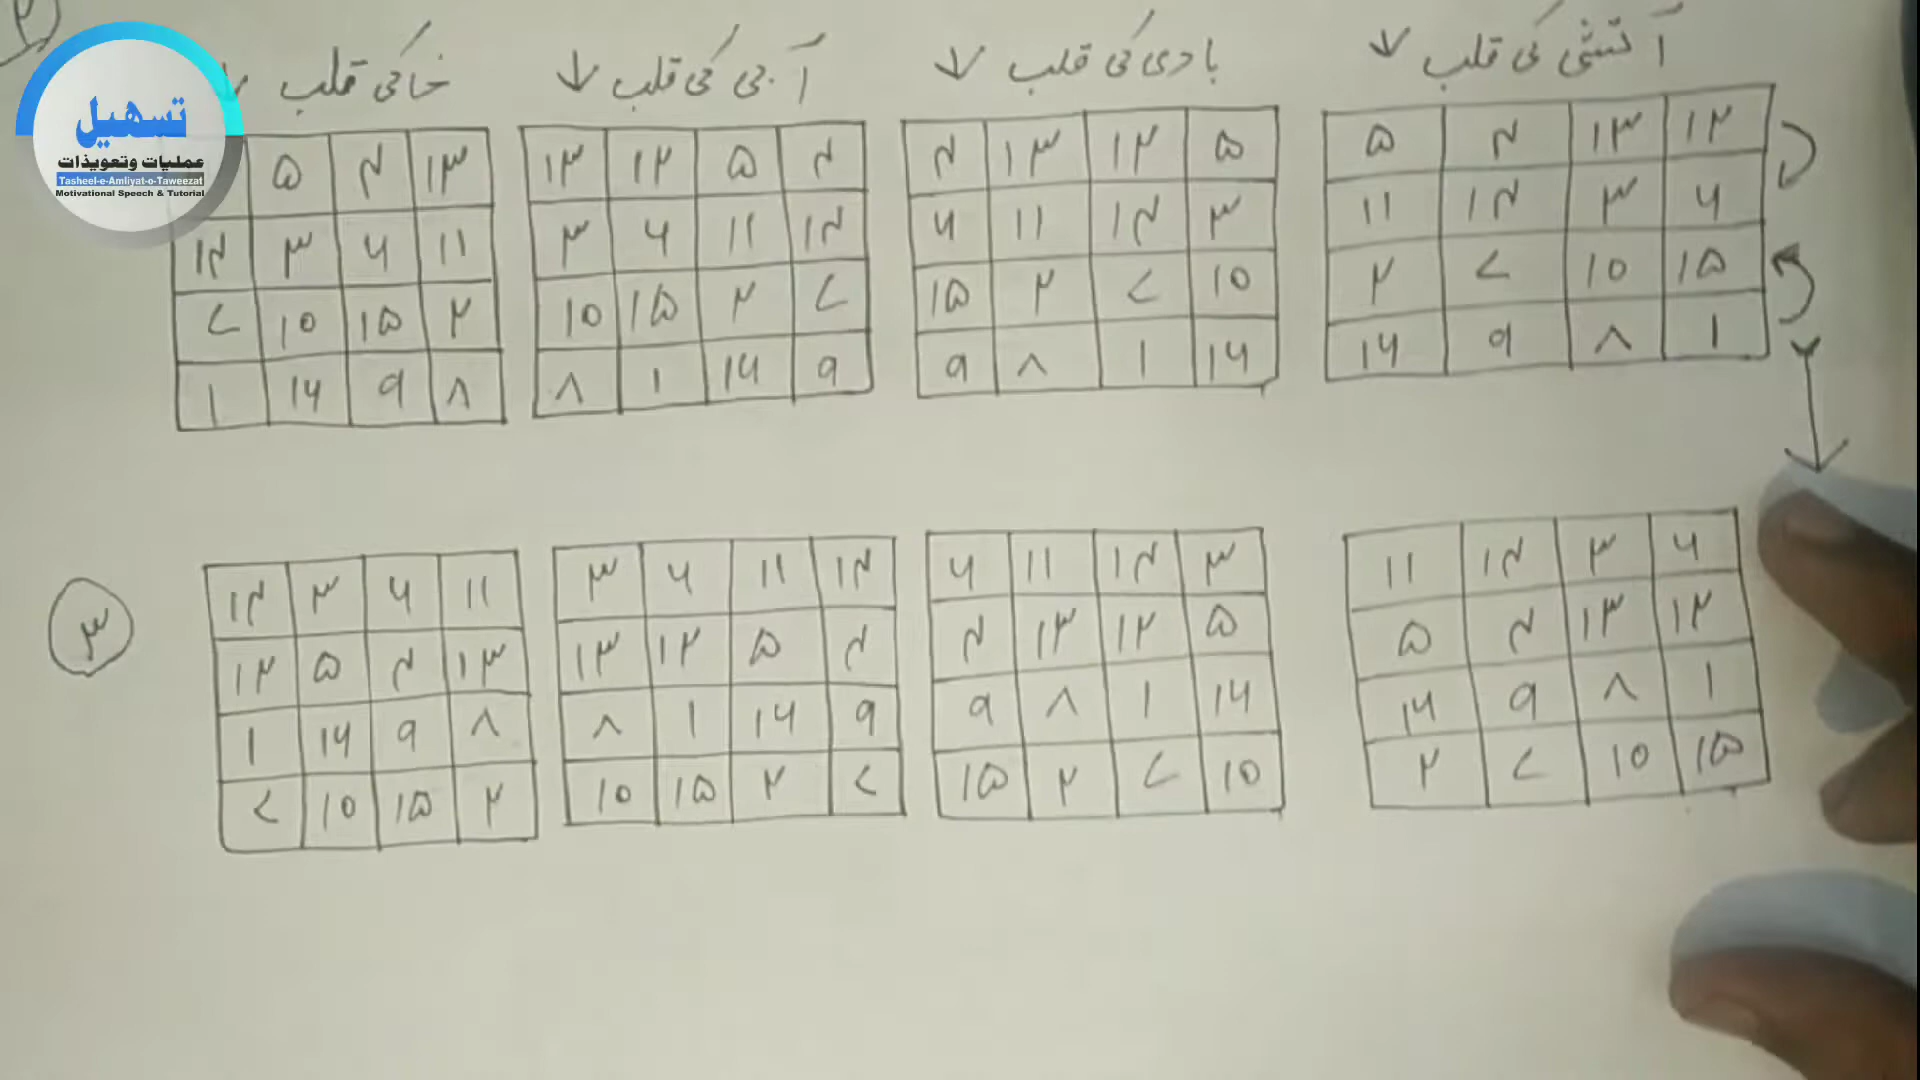 ۲
آتشی کی قلب بادی کی قلب آبی کی قلب خاکی قلب
تسهیل
عملیات وتعویذات
Tasheel-e-Amliyat-o-Taweezat
Motivational Speech & Tutorial
۵ ۴ ۱۳ ۱۲
۱۱ ۱۴ ۳ ۶
۲ ۷ ۱۰ ۱۵
۱۶ ۹ ۸ ۱
۴ ۱۳ ۱۲ ۵
۶ ۱۱ ۱۴ ۳
۱۵ ۲ ۷ ۱۰
۹ ۸ ۱ ۱۶
۱۳ ۱۲ ۵ ۴
۳ ۶ ۱۱ ۱۴
۱۰ ۱۵ ۲ ۷
۸ ۱ ۱۶ ۹
۵ ۴ ۱۳
۱۴ ۳ ۶ ۱۱
۷ ۱۰ ۱۵ ۲
۱ ۱۶ ۹ ۸
۳
۱۱ ۱۴ ۳ ۶
۵ ۴ ۱۳ ۱۲
۱۶ ۹ ۸ ۱
۲ ۷ ۱۰ ۱۵
۶ ۱۱ ۱۴ ۳
۴ ۱۳ ۱۲ ۵
۹ ۸ ۱ ۱۶
۱۵ ۲ ۷ ۱۰
۳ ۶ ۱۱ ۱۴
۱۳ ۱۲ ۵ ۴
۸ ۱ ۱۶ ۹
۱۰ ۱۵ ۲ ۷
۱۴ ۳ ۶ ۱۱
۱۲ ۵ ۴ ۱۳
۱ ۱۶ ۹ ۸
۷ ۱۰ ۱۵ ۲